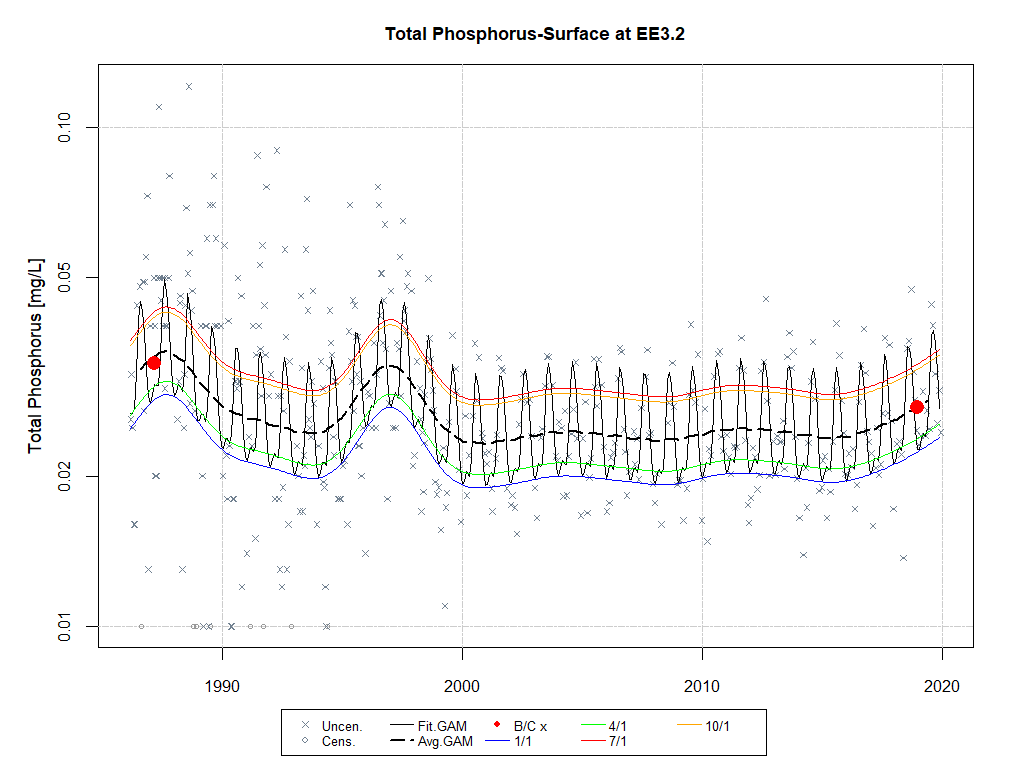 Total Phosphorus-Surface at EE3.2
Total Phosphorus [mg/L]
0.10
0.05
0.02
0.01
1990 2000 2010 2020
Uncen. Fit.GAM B/C x 4/1 10/1
Cens. Avg.GAM 1/1 7/1